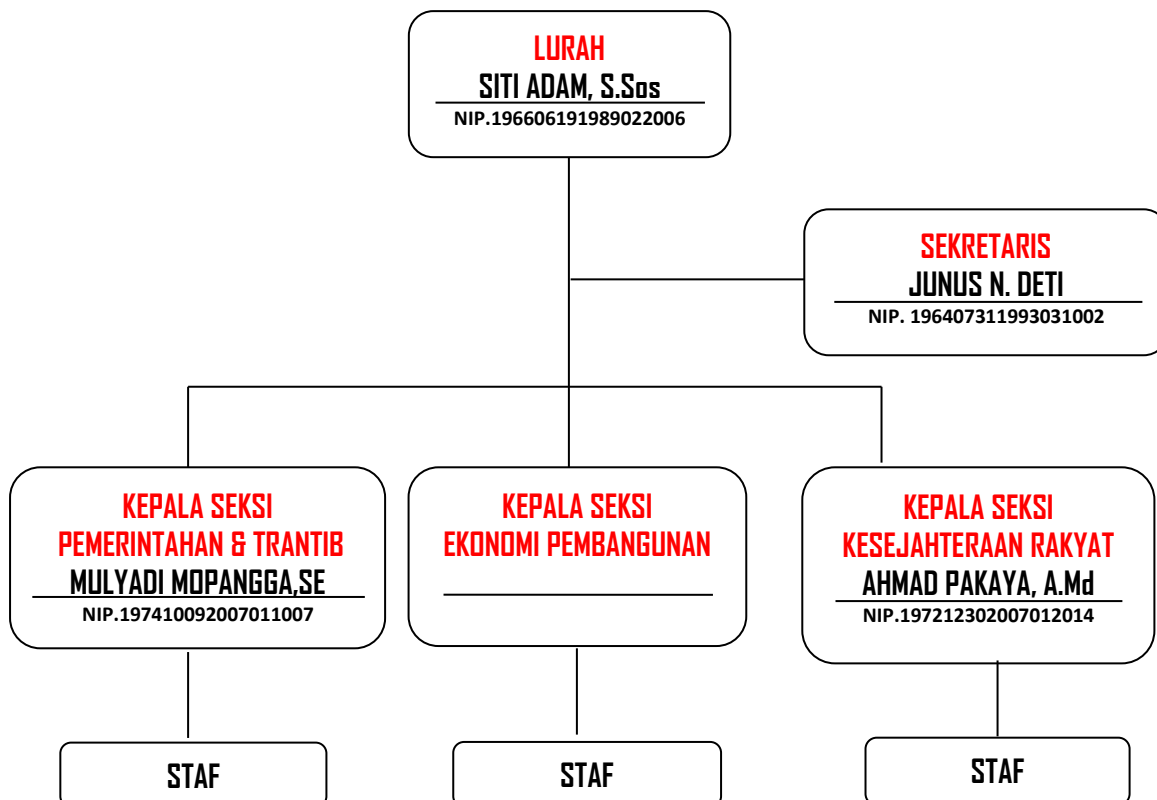 LURAH
SITI ADAM, S.Sos
NIP.196606191989022006
SEKRETARIS
JUNUS N. DETI
NIP. 196407311993031002
KEPALA SEKSI
PEMERINTAHAN & TRANTIB
MULYADI MOPANGGA,SE
NIP.197410092007011007
KEPALA SEKSI
EKONOMI PEMBANGUNAN
KEPALA SEKSI
KESEJAHTERAAN RAKYAT
AHMAD PAKAYA, A.Md
NIP.197212302007012014
STAF
STAF
STAF